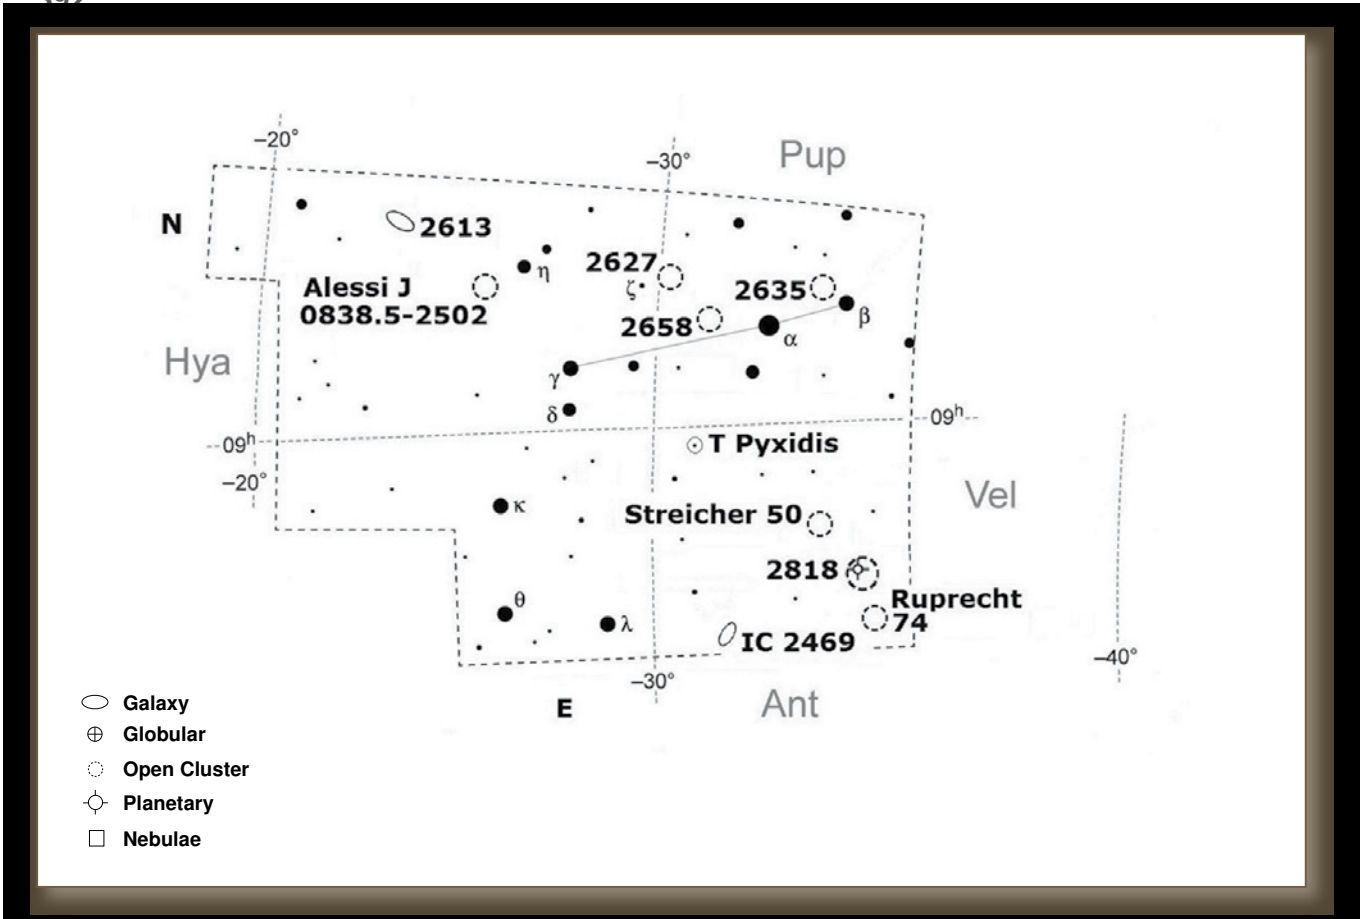 –20°
–30°
Pup
N
2613
2627
η
Alessi J
0838.5-2502
ζ
2635
2658
β
α
Hya
γ
δ
09ʰ
09ʰ
T Pyxidis
–20°
Vel
κ
Streicher 50
2818
θ
Ruprecht
74
λ
IC 2469
–40°
–30°
E
Ant
Galaxy
Globular
Open Cluster
Planetary
Nebulae